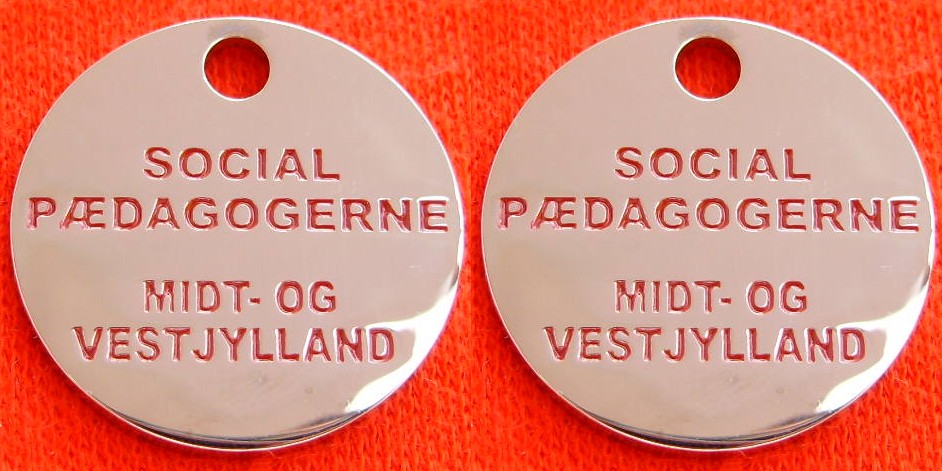 SOCIAL
PÆDAGOGERNE
MIDT- OG
VESTJYLLAND
SOCIAL
PÆDAGOGERNE
MIDT- OG
VESTJYLLAND